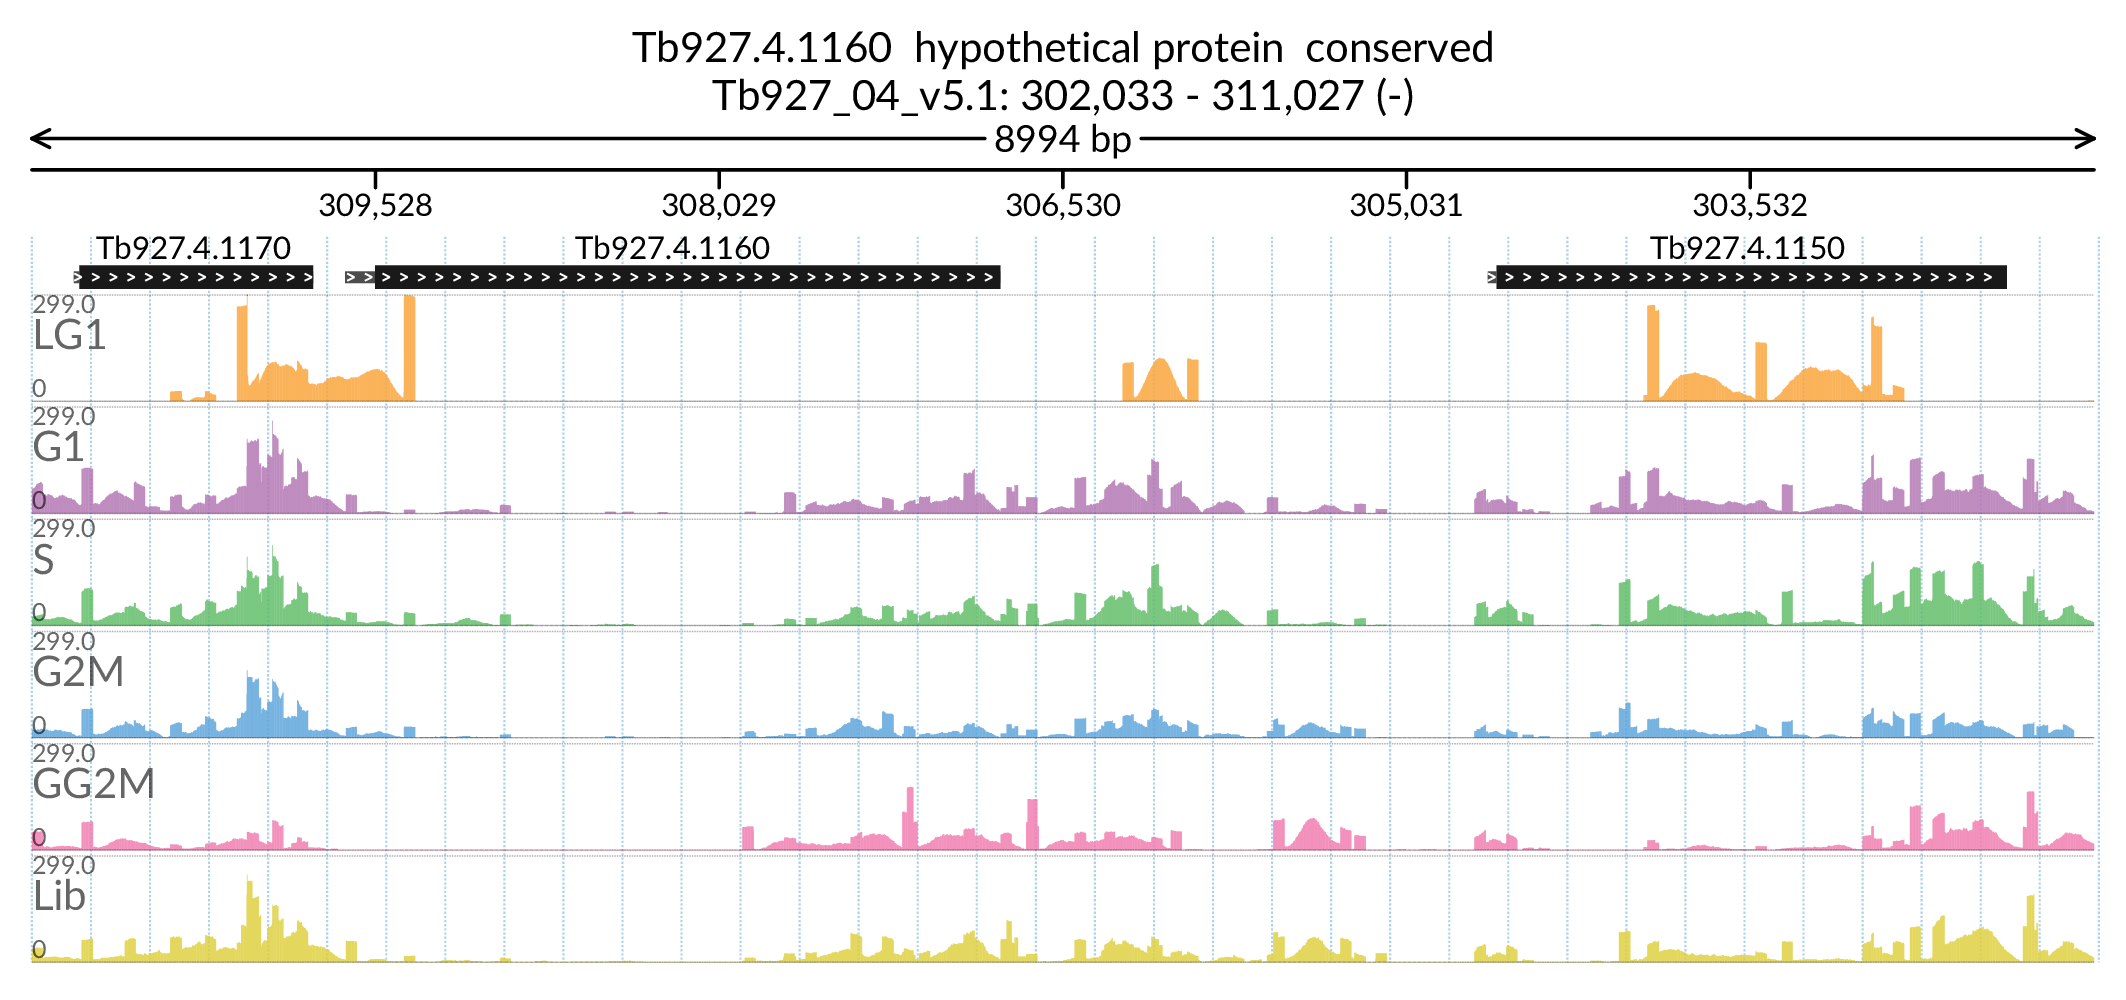 Tb927.4.1160  hypothetical protein  conserved
Tb927_04_v5.1: 302,033 - 311,027 (-)
8994 bp
309,528 308,029 306,530 305,031 303,532
Tb927.4.1170 Tb927.4.1160 Tb927.4.1150
299.0
LG1
0
299.0
G1
0
299.0
S
0
299.0
G2M
0
299.0
GG2M
0
299.0
Lib
0